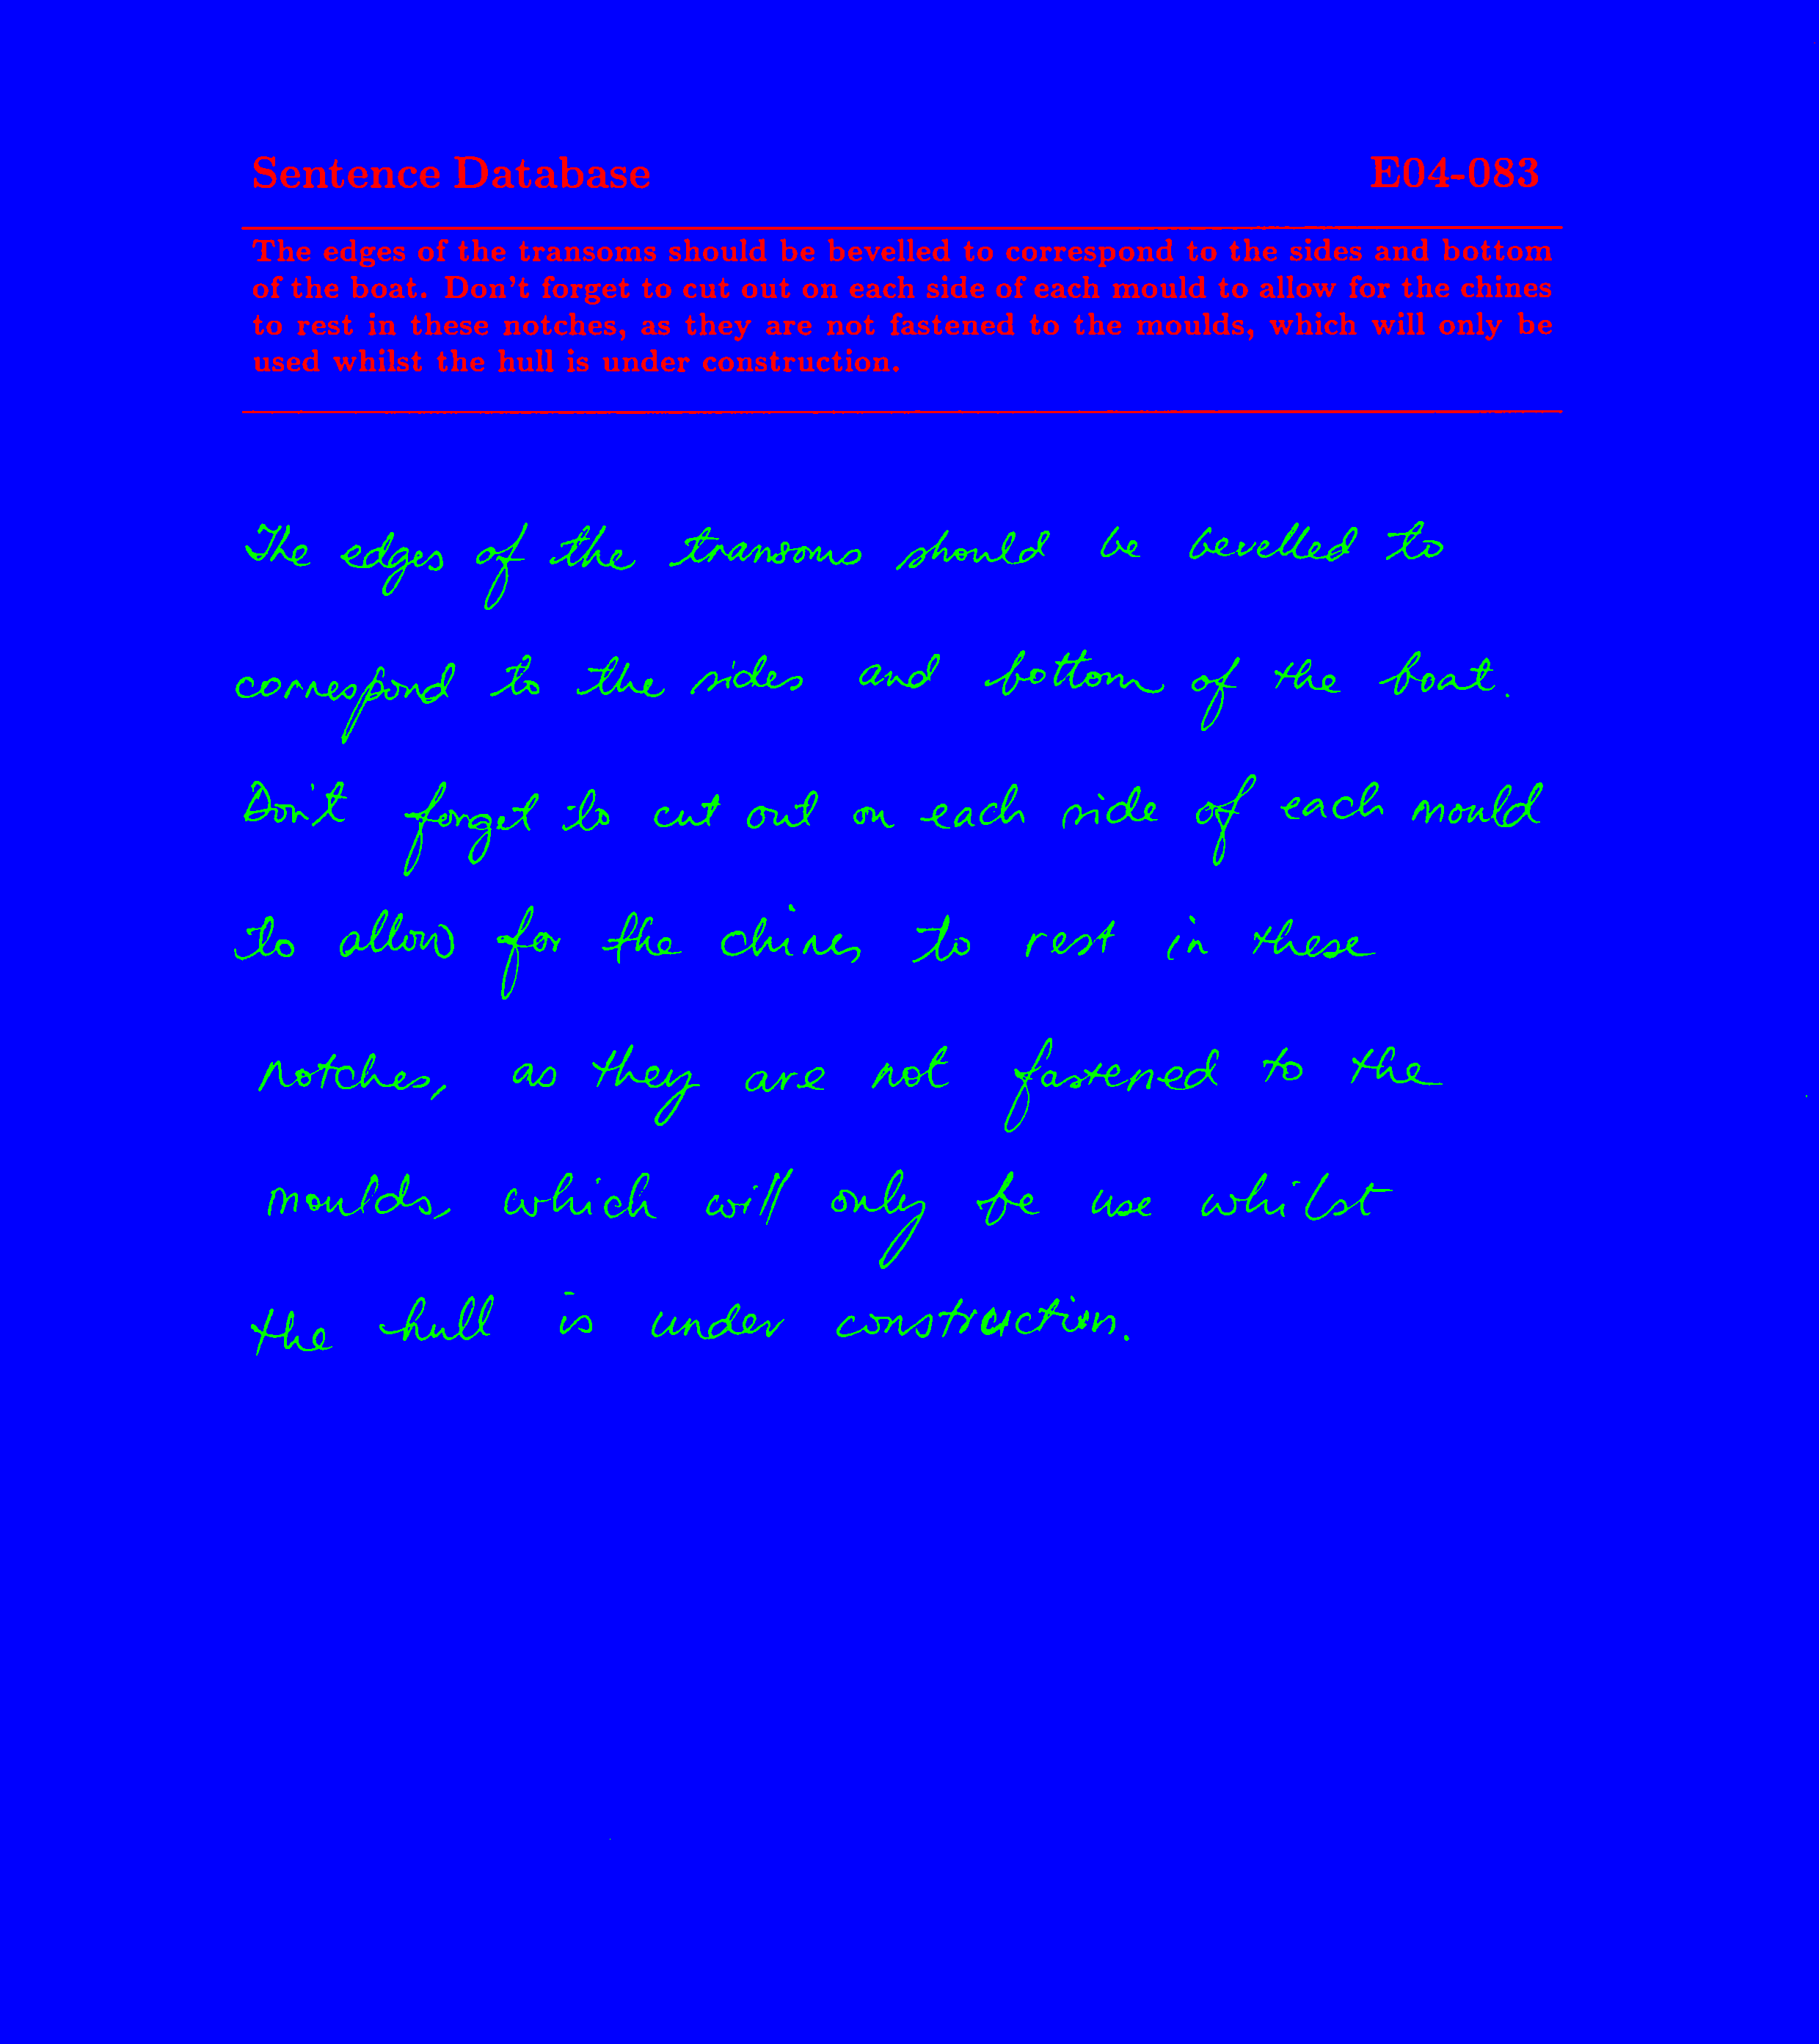 Sentence Database E04-083
The edges of the transoms should be bevelled to correspond to the sides and bottom
of the boat. Don't forget to cut out on each side of each mould to allow for the chines
to rest in these notches, as they are not fastened to the moulds, which will only be
used whilst the hull is under construction.
The edges of the transoms should be bevelled to
correspond to the sides and bottom of the boat.
Don't forget to cut out on each side of each mould
to allow for the chines to rest in these
notches, as they are not fastened to the
moulds, which will only be use whilst
the hull is under construction.